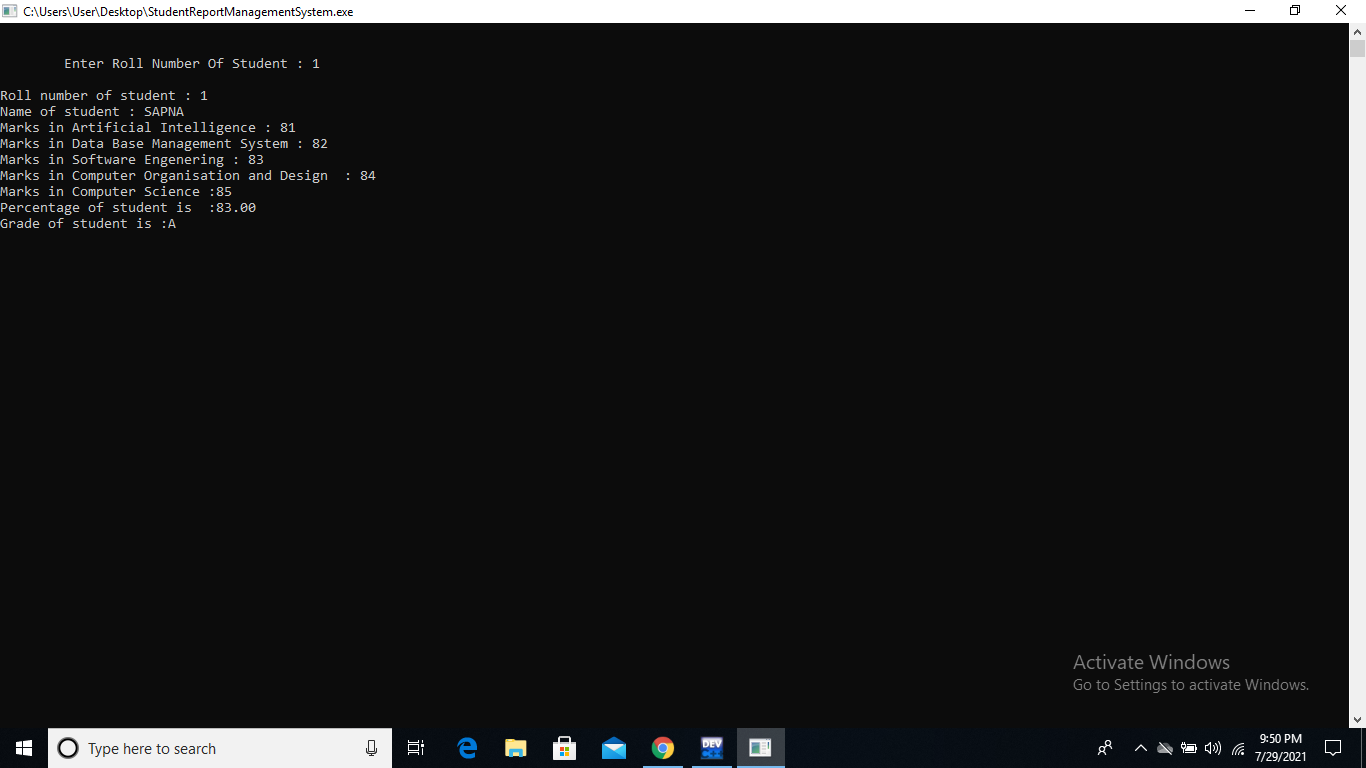 C:\Users\User\Desktop\StudentReportManagementSystem.exe
Enter Roll Number Of Student : 1
Roll number of student : 1
Name of student : SAPNA
Marks in Artificial Intelligence : 81
Marks in Data Base Management System : 82
Marks in Software Engenering : 83
Marks in Computer Organisation and Design  : 84
Marks in Computer Science :85
Percentage of student is  :83.00
Grade of student is :A
Activate Windows
Go to Settings to activate Windows.
Type here to search
DEV
9:50 PM
7/29/2021